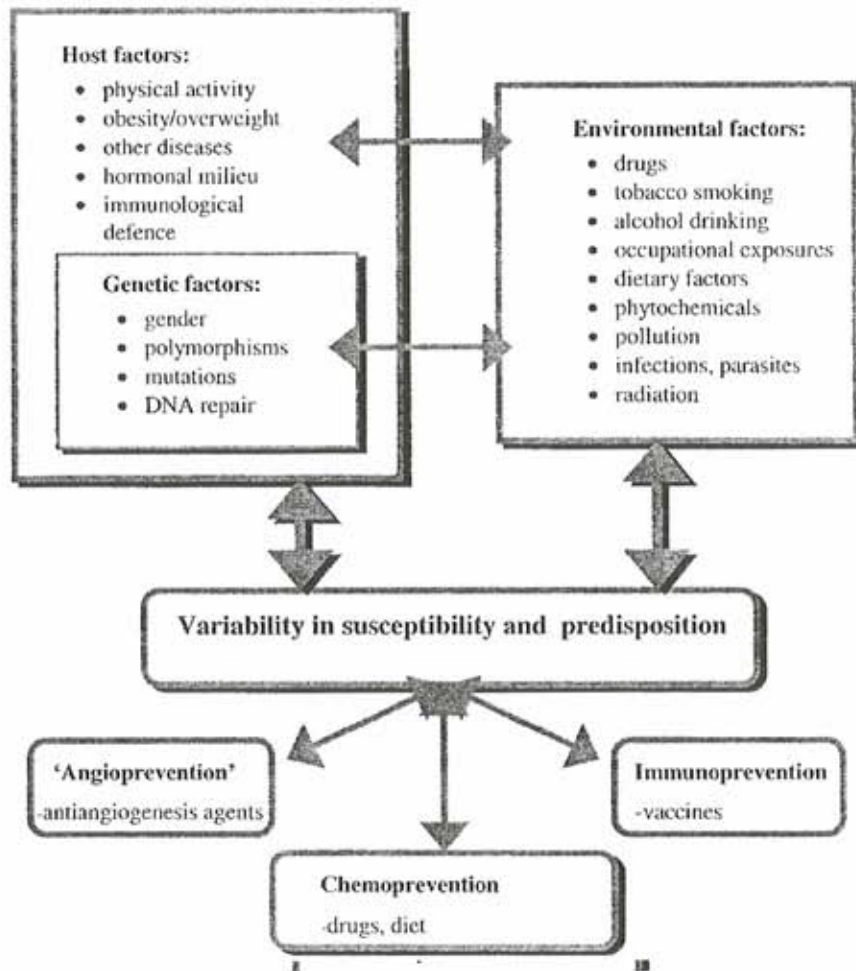 Host factors:
• physical activity
• obesity/overweight
• other diseases
• hormonal milieu
• immunological
defence
Genetic factors:
• gender
• polymorphisms
• mutations
• DNA repair
Environmental factors:
• drugs
• tobacco smoking
• alcohol drinking
• occupational exposures
• dietary factors
• phytochemicals
• pollution
• infections, parasites
• radiation
Variability in susceptibility and predisposition
‘Angioprevention’
-antiangiogenesis agents
Immunoprevention
-vaccines
Chemoprevention
-drugs, diet